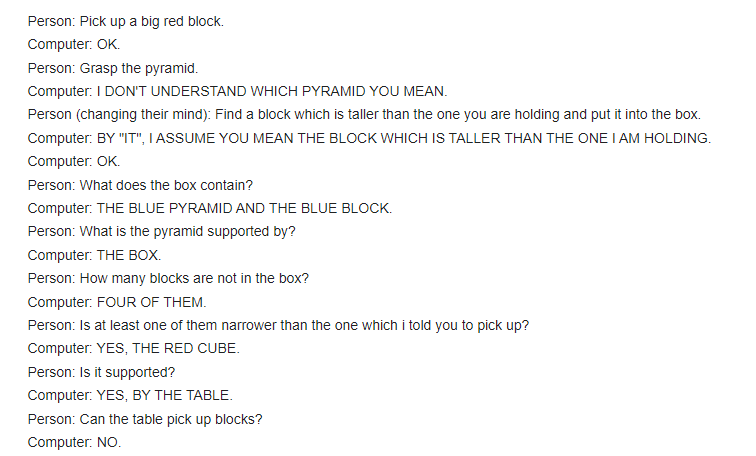 Person: Pick up a big red block.
Computer: OK.
Person: Grasp the pyramid.
Computer: I DON'T UNDERSTAND WHICH PYRAMID YOU MEAN.
Person (changing their mind): Find a block which is taller than the one you are holding and put it into the box.
Computer: BY "IT", I ASSUME YOU MEAN THE BLOCK WHICH IS TALLER THAN THE ONE I AM HOLDING.
Computer: OK.
Person: What does the box contain?
Computer: THE BLUE PYRAMID AND THE BLUE BLOCK.
Person: What is the pyramid supported by?
Computer: THE BOX.
Person: How many blocks are not in the box?
Computer: FOUR OF THEM.
Person: Is at least one of them narrower than the one which i told you to pick up?
Computer: YES, THE RED CUBE.
Person: Is it supported?
Computer: YES, BY THE TABLE.
Person: Can the table pick up blocks?
Computer: NO.